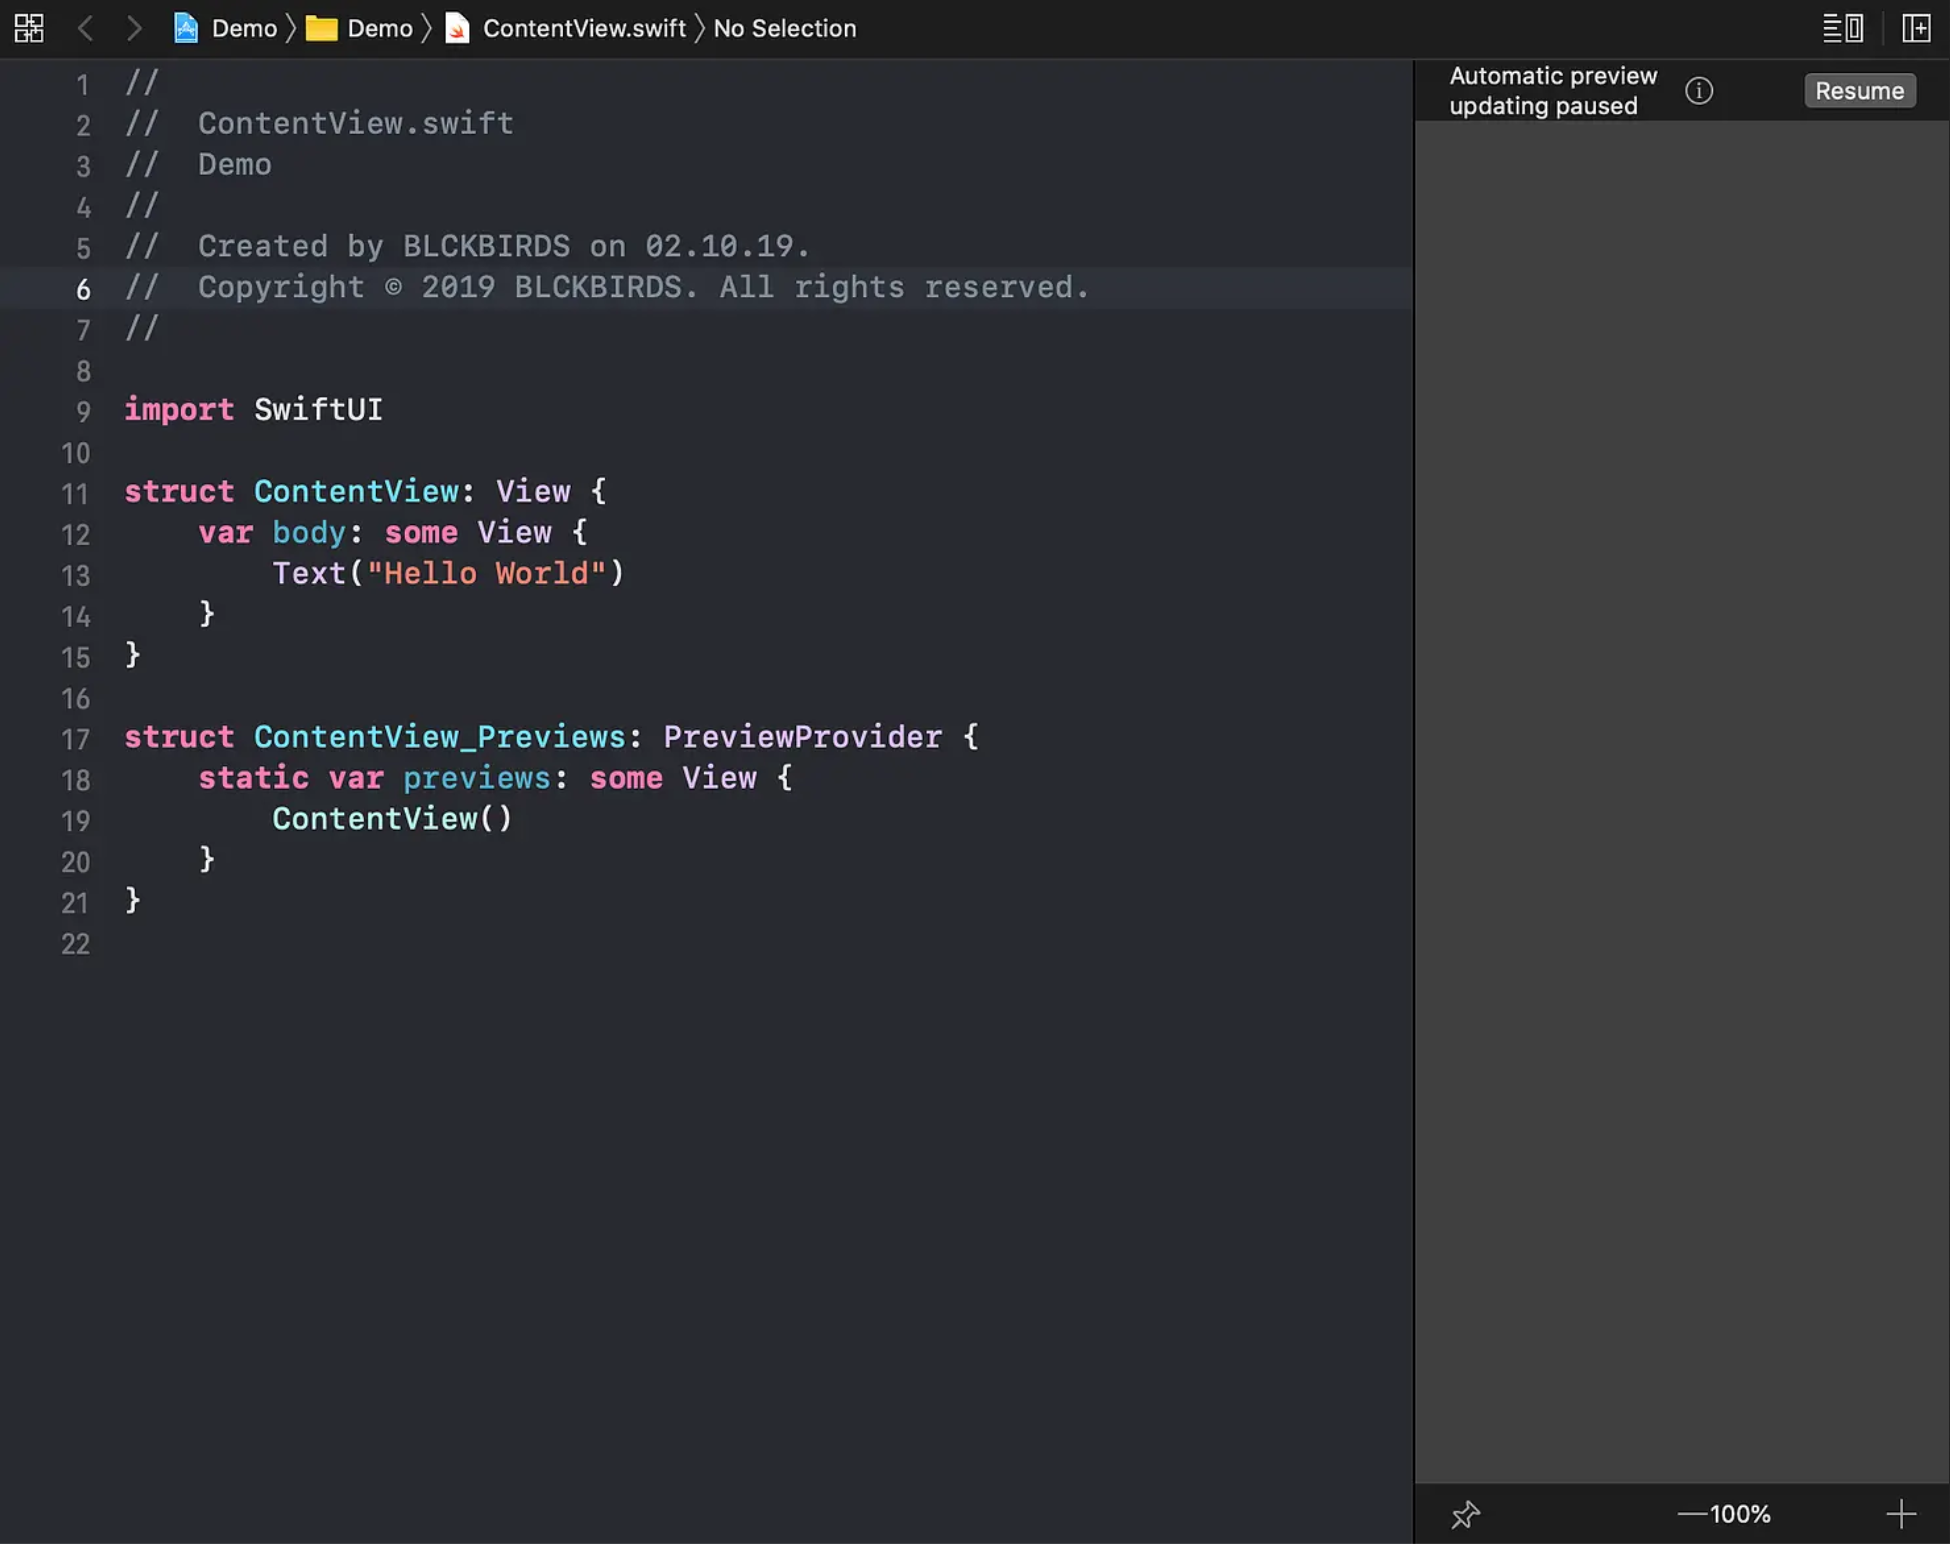 Demo 〉 Demo 〉 ContentView.swift 〉 No Selection
1 //
2 //  ContentView.swift
3 //  Demo
4 //
5 //  Created by BLCKBIRDS on 02.10.19.
6 //  Copyright © 2019 BLCKBIRDS. All rights reserved.
7 //
8
9 import SwiftUI
10
11 struct ContentView: View {
12     var body: some View {
13         Text("Hello World")
14     }
15 }
16
17 struct ContentView_Previews: PreviewProvider {
18     static var previews: some View {
19         ContentView()
20     }
21 }
22
Automatic preview
updating paused
Resume
100%